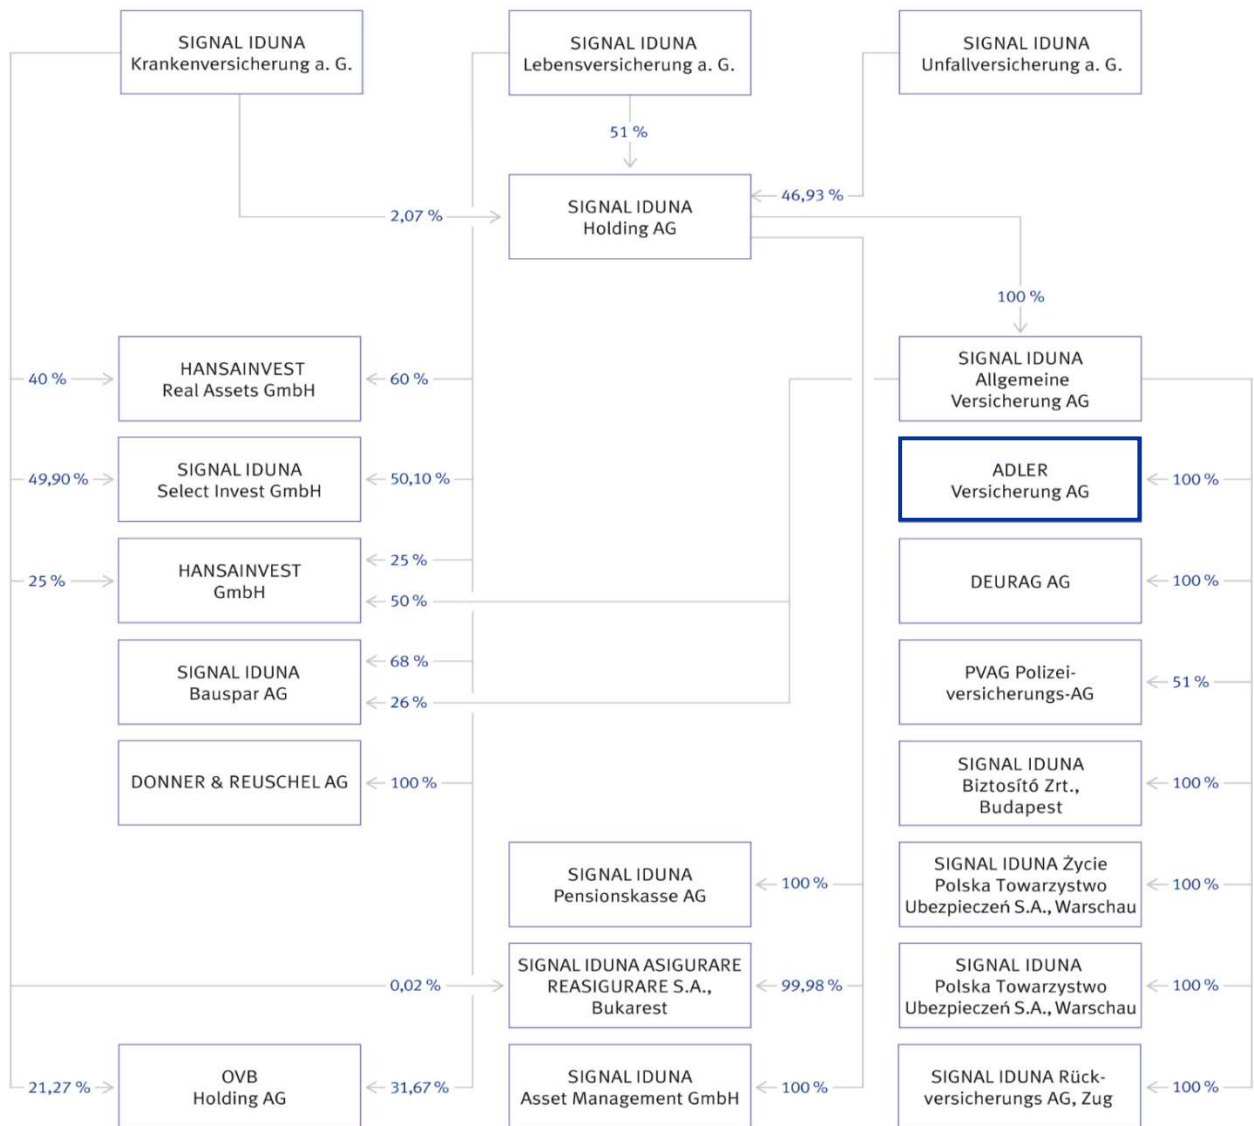 SIGNAL IDUNA
Krankenversicherung a. G.
SIGNAL IDUNA
Lebensversicherung a. G.
SIGNAL IDUNA
Unfallversicherung a. G.
51 %
SIGNAL IDUNA
Holding AG
46,93 %
2,07 %
100 %
40 %
HANSAINVEST
Real Assets GmbH
60 %
SIGNAL IDUNA
Allgemeine
Versicherung AG
49,90 %
SIGNAL IDUNA
Select Invest GmbH
50,10 %
ADLER
Versicherung AG
100 %
25 %
HANSAINVEST
GmbH
25 %
50 %
DEURAG AG
100 %
SIGNAL IDUNA
Bauspar AG
68 %
26 %
PVAG Polizei-
versicherungs-AG
51 %
DONNER & REUSCHEL AG
100 %
SIGNAL IDUNA
Biztosító Zrt.,
Budapest
100 %
SIGNAL IDUNA
Pensionskasse AG
100 %
SIGNAL IDUNA Życie
Polska Towarzystwo
Ubezpieczeń S.A., Warschau
100 %
0,02 %
SIGNAL IDUNA ASIGURARE
REASIGURARE S.A.,
Bukarest
99,98 %
SIGNAL IDUNA
Polska Towarzystwo
Ubezpieczeń S.A., Warschau
100 %
21,27 %
OVB
Holding AG
31,67 %
SIGNAL IDUNA
Asset Management GmbH
100 %
SIGNAL IDUNA Rück-
versicherungs AG, Zug
100 %